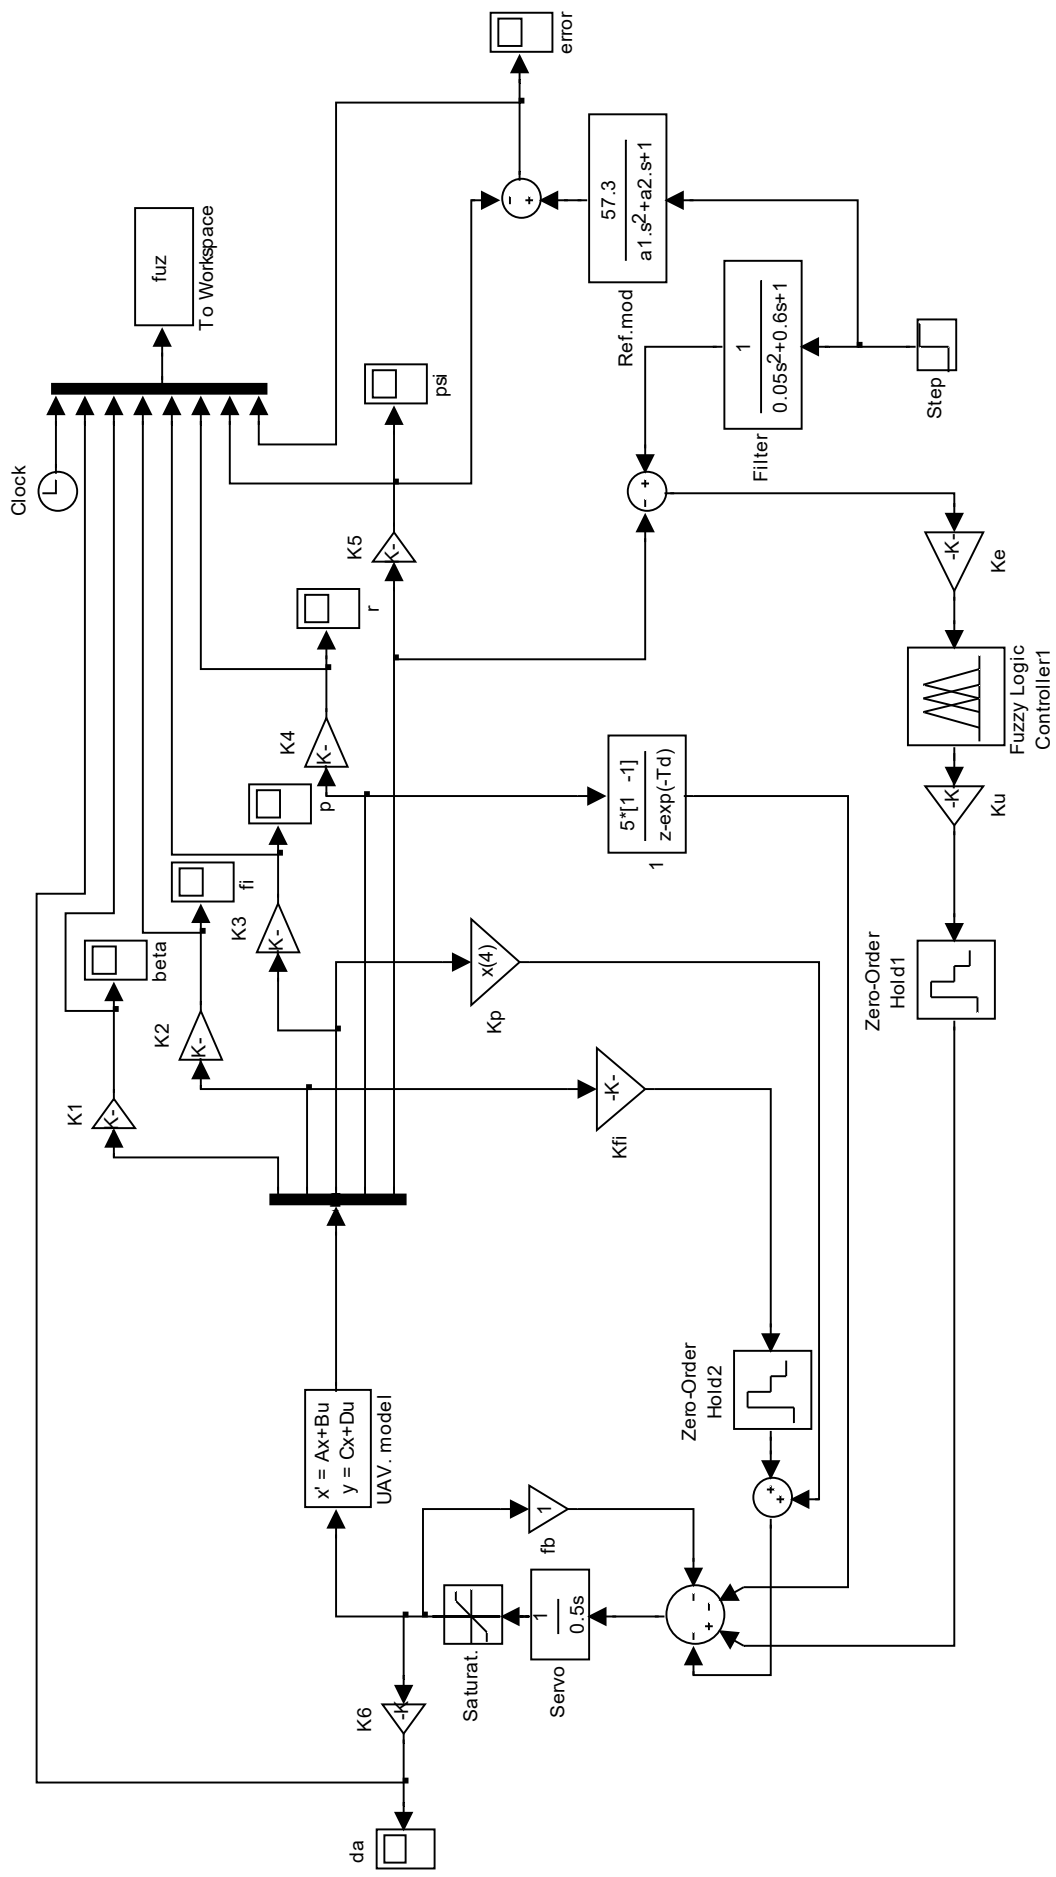 error
fuz
To Workspace
Clock
57.3
a1.s2+a2.s+1
Ref.mod
1
0.05s2+0.6s+1
Filter
Step
psi
K-
K5
r
K-
K4
p
K-
K3
fi
K-
K2
beta
K-
K1
-
+
-
+
-K-
Ke
Fuzzy Logic
Controller1
-K-
Ku
5*[1 -1]
z-exp(-Td)
1
x(4)
Kp
-K-
Kfi
Zero-Order
Hold1
Zero-Order
Hold2
+
+
x' = Ax+Bu
y = Cx+Du
UAV. model
1
fb
Saturat.
1
0.5s
Servo
-
-
+
-
-K
K6
da